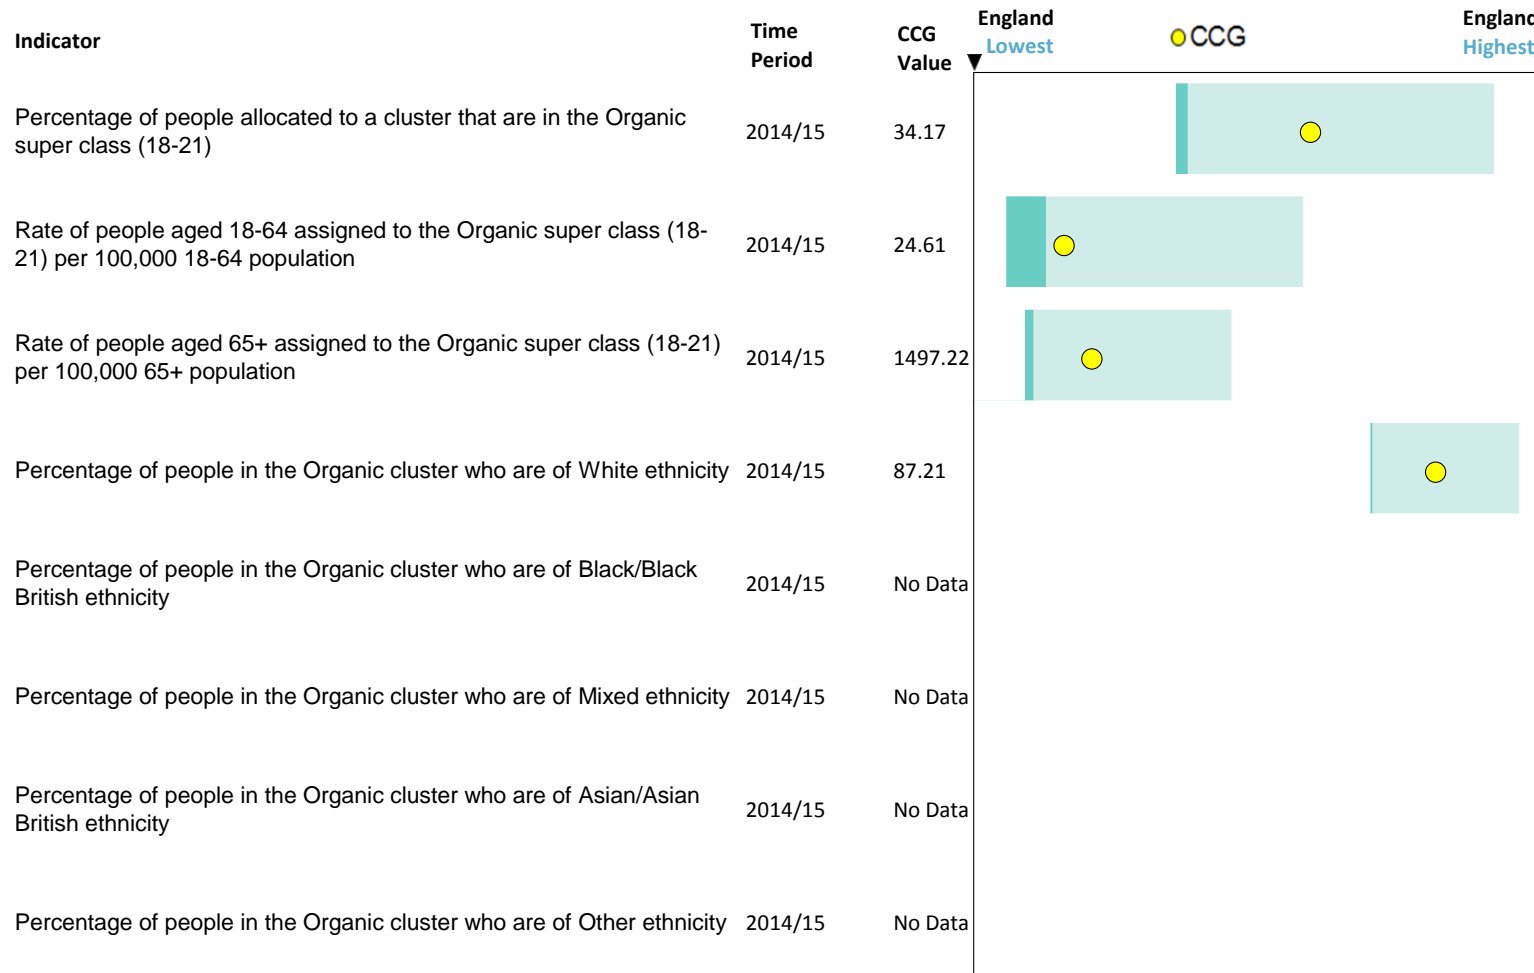 Indicator
Time Period
CCG Value
England Lowest
CCG
England Highest
Percentage of people allocated to a cluster that are in the Organic
super class (18-21)
2014/15
34.17
Rate of people aged 18-64 assigned to the Organic super class (18-
21) per 100,000 18-64 population
2014/15
24.61
Rate of people aged 65+ assigned to the Organic super class (18-21)
per 100,000 65+ population
2014/15
1497.22
Percentage of people in the Organic cluster who are of White ethnicity
2014/15
87.21
Percentage of people in the Organic cluster who are of Black/Black
British ethnicity
2014/15
No Data
Percentage of people in the Organic cluster who are of Mixed ethnicity
2014/15
No Data
Percentage of people in the Organic cluster who are of Asian/Asian
British ethnicity
2014/15
No Data
Percentage of people in the Organic cluster who are of Other ethnicity
2014/15
No Data